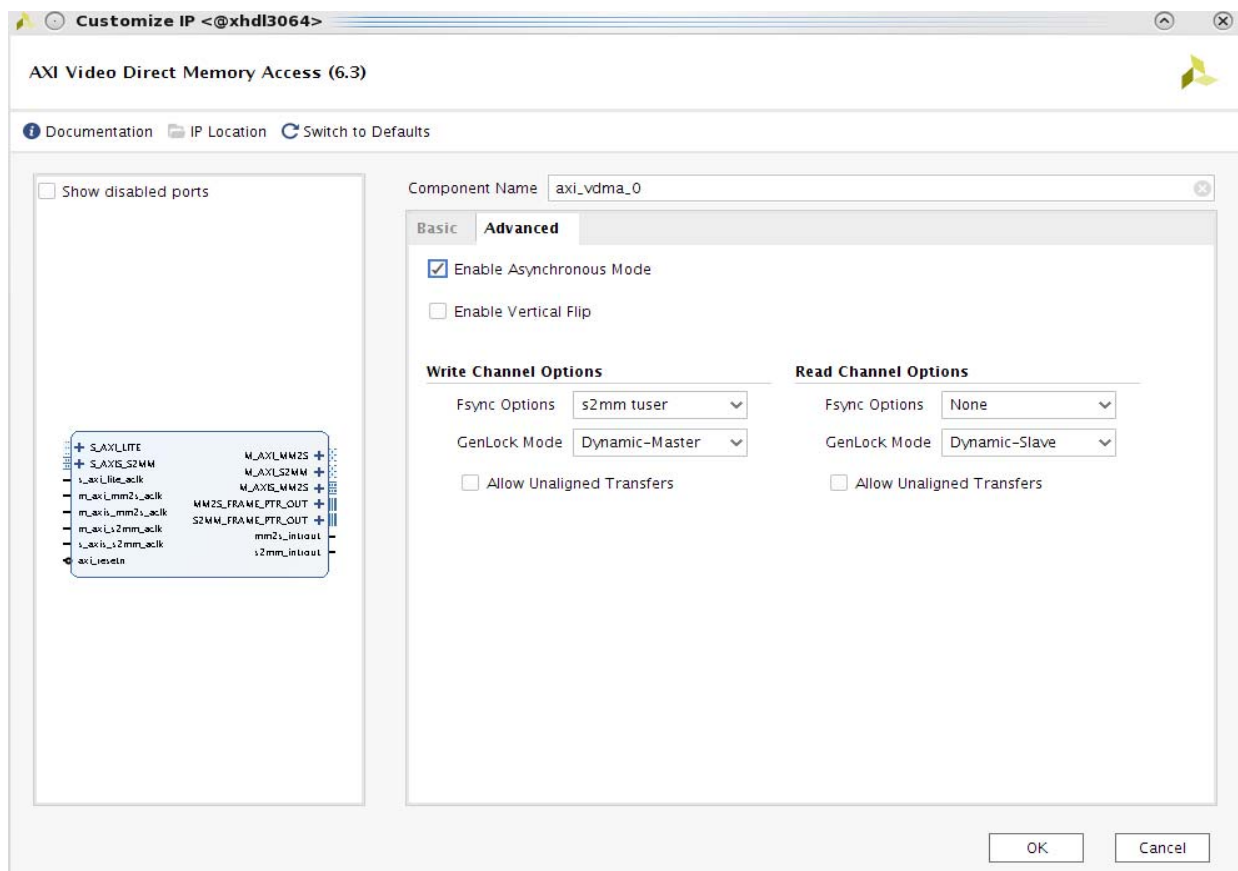 Customize IP <@xhdl3064>
AXI Video Direct Memory Access (6.3)
Documentation IP Location Switch to Defaults
Show disabled ports
S_AXI_LITE
S_AXIS_S2MM
s_axi_lite_aclk
m_axi_mm2s_aclk
m_axis_mm2s_aclk
m_axi_s2mm_aclk
s_axis_s2mm_aclk
axi_resetn
M_AXI_MM2S
M_AXI_S2MM
M_AXIS_MM2S
MM2S_FRAME_PTR_OUT
S2MM_FRAME_PTR_OUT
mm2s_introut
s2mm_introut
Component Name axi_vdma_0
Basic Advanced
Enable Asynchronous Mode
Enable Vertical Flip
Write Channel Options
Fsync Options s2mm tuser
GenLock Mode Dynamic-Master
Allow Unaligned Transfers
Read Channel Options
Fsync Options None
GenLock Mode Dynamic-Slave
Allow Unaligned Transfers
OK Cancel